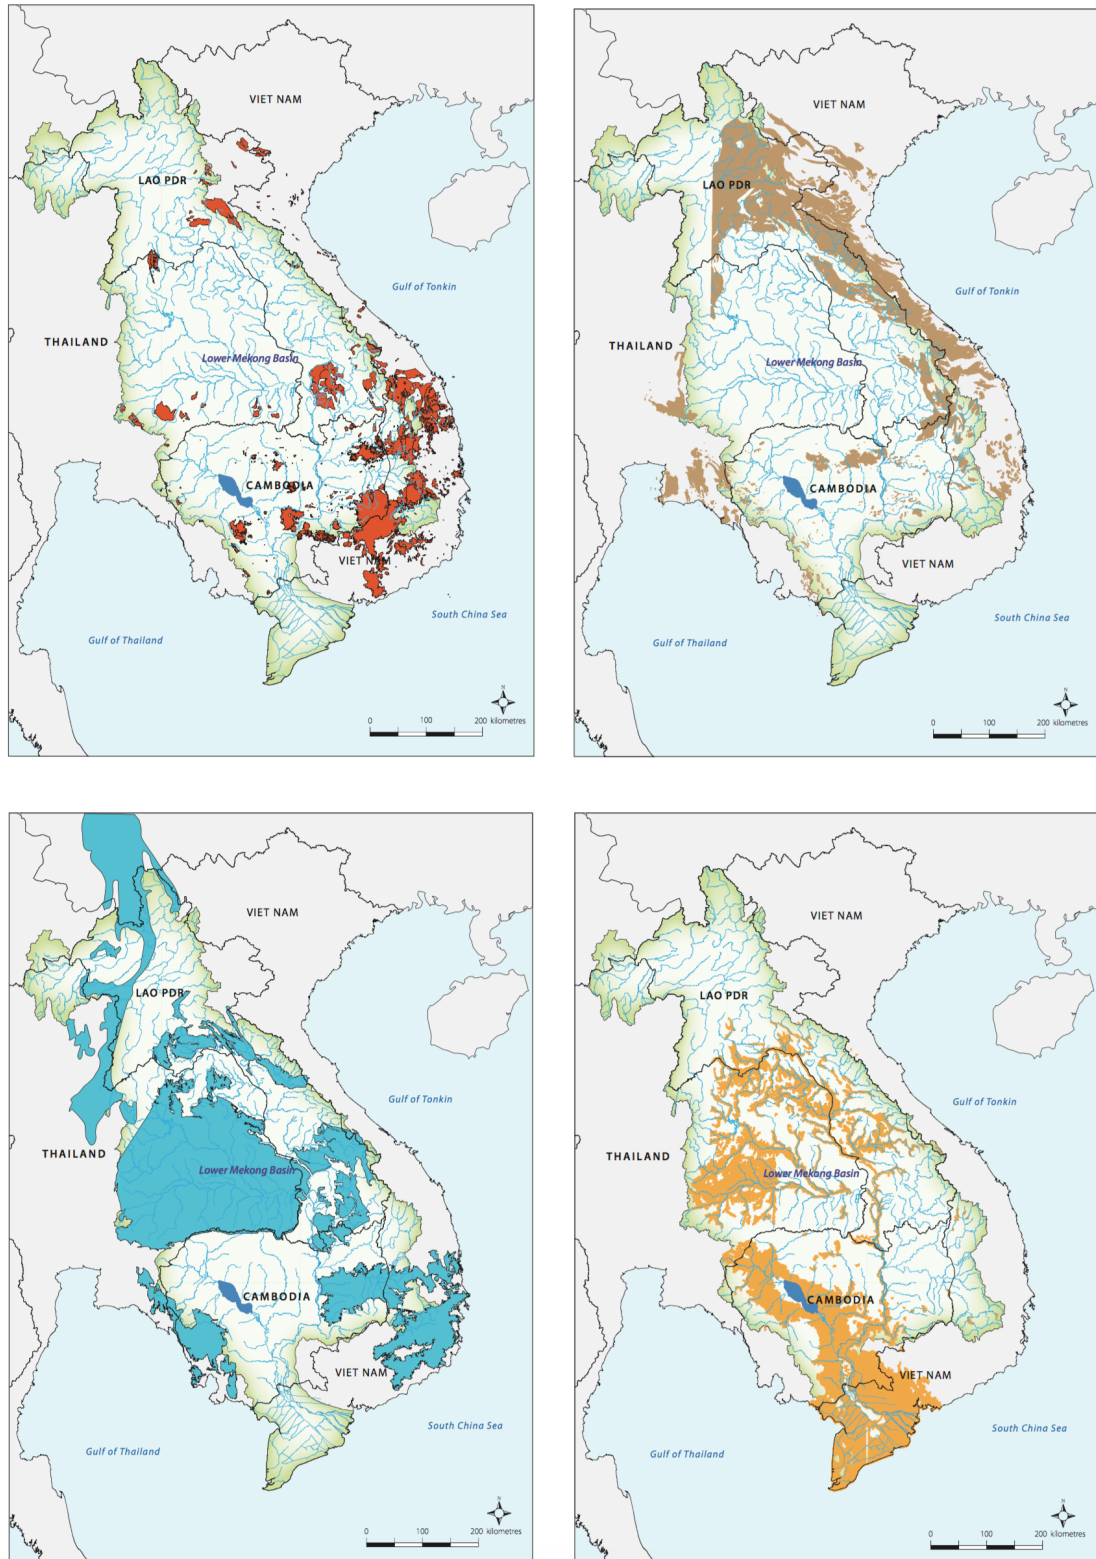 VIET NAM
LAO PDR
Gulf of Tonkin
THAILAND
Lower Mekong Basin
CAMBODIA
VIET NAM
South China Sea
Gulf of Thailand
N
0 100 200 kilometres
VIET NAM
LAO PDR
Gulf of Tonkin
THAILAND
Lower Mekong Basin
CAMBODIA
VIET NAM
South China Sea
Gulf of Thailand
N
0 100 200 kilometres
VIET NAM
LAO PDR
Gulf of Tonkin
THAILAND
Lower Mekong Basin
CAMBODIA
VIET NAM
South China Sea
Gulf of Thailand
N
0 100 200 kilometres
VIET NAM
LAO PDR
Gulf of Tonkin
THAILAND
Lower Mekong Basin
CAMBODIA
VIET NAM
South China Sea
Gulf of Thailand
N
0 100 200 kilometres